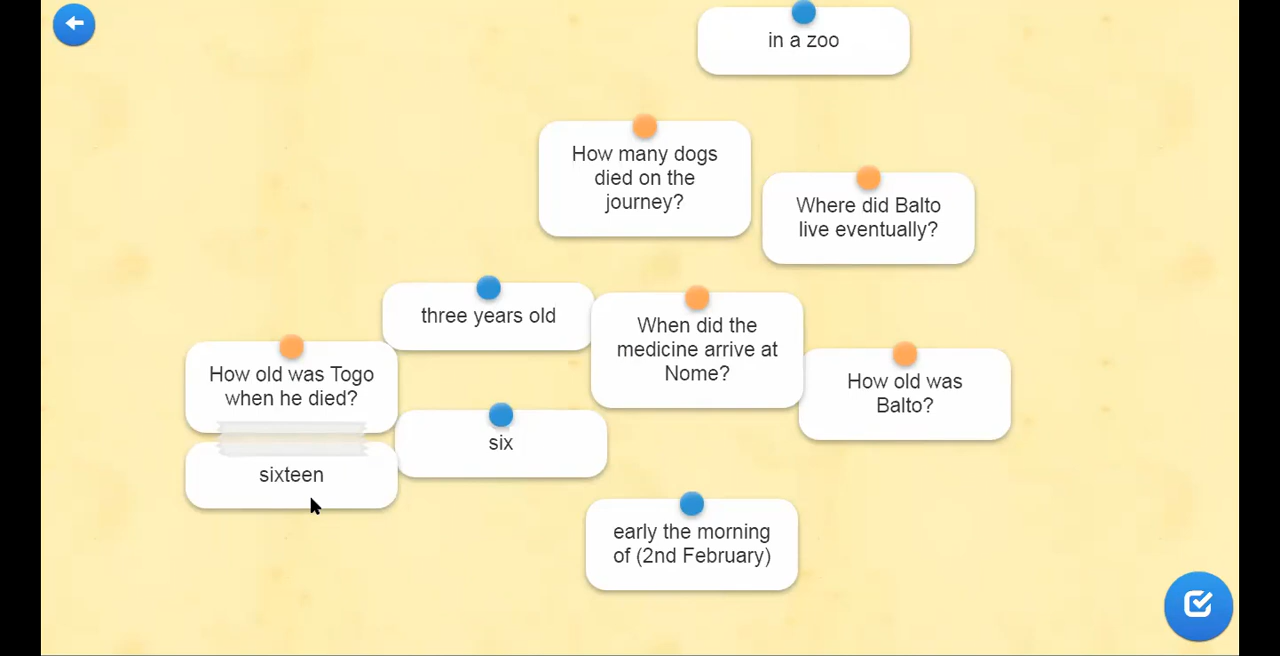 in a zoo
How many dogs
died on the
journey?
Where did Balto
live eventually?
three years old
When did the
medicine arrive at
Nome?
How old was Togo
when he died?
How old was
Balto?
six
sixteen
early the morning
of (2nd February)